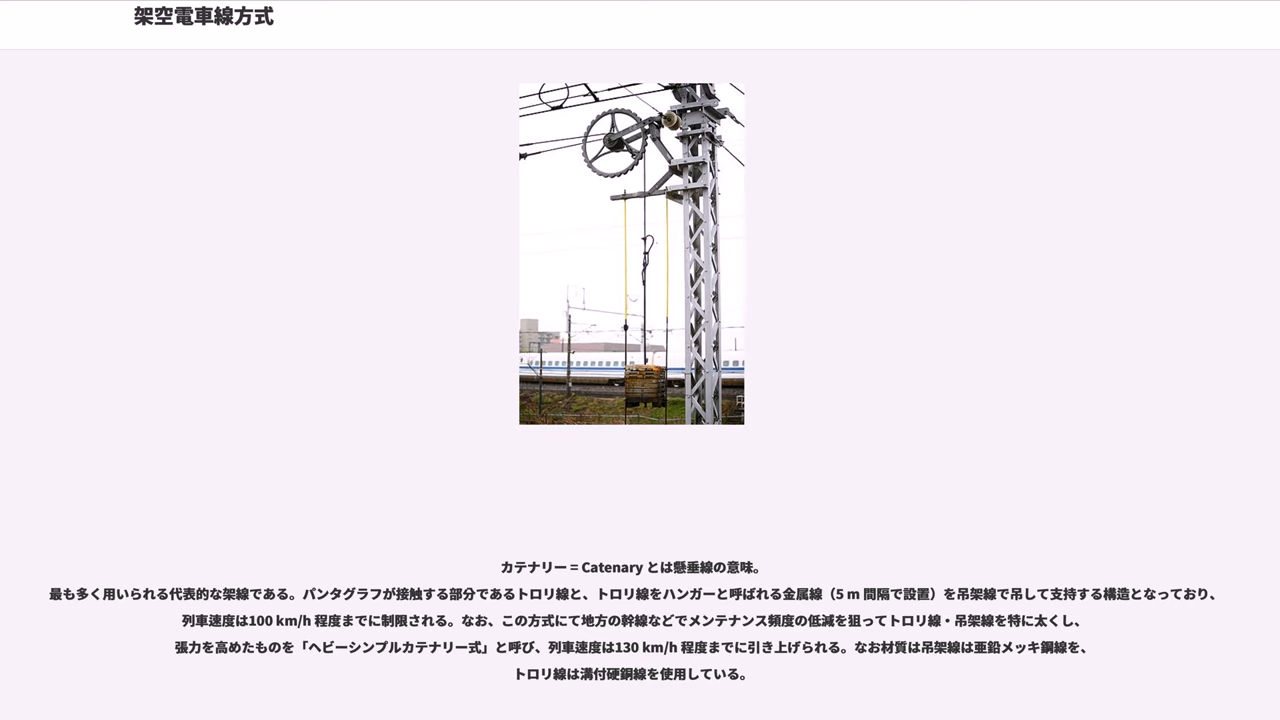 架空電車線方式
カテナリー = Catenary とは懸垂線の意味。
最も多く用いられる代表的な架線である。パンタグラフが接触する部分であるトロリ線と、トロリ線をハンガーと呼ばれる金属線（5 m 間隔で設置）を吊架線で吊して支持する構造となっており、
列車速度は100 km/h 程度までに制限される。なお、この方式にて地方の幹線などでメンテナンス頻度の低減を狙ってトロリ線・吊架線を特に太くし、
張力を高めたものを「ヘビーシンプルカテナリー式」と呼び、列車速度は130 km/h 程度までに引き上げられる。なお材質は吊架線は亜鉛メッキ鋼線を、
トロリ線は溝付硬銅線を使用している。